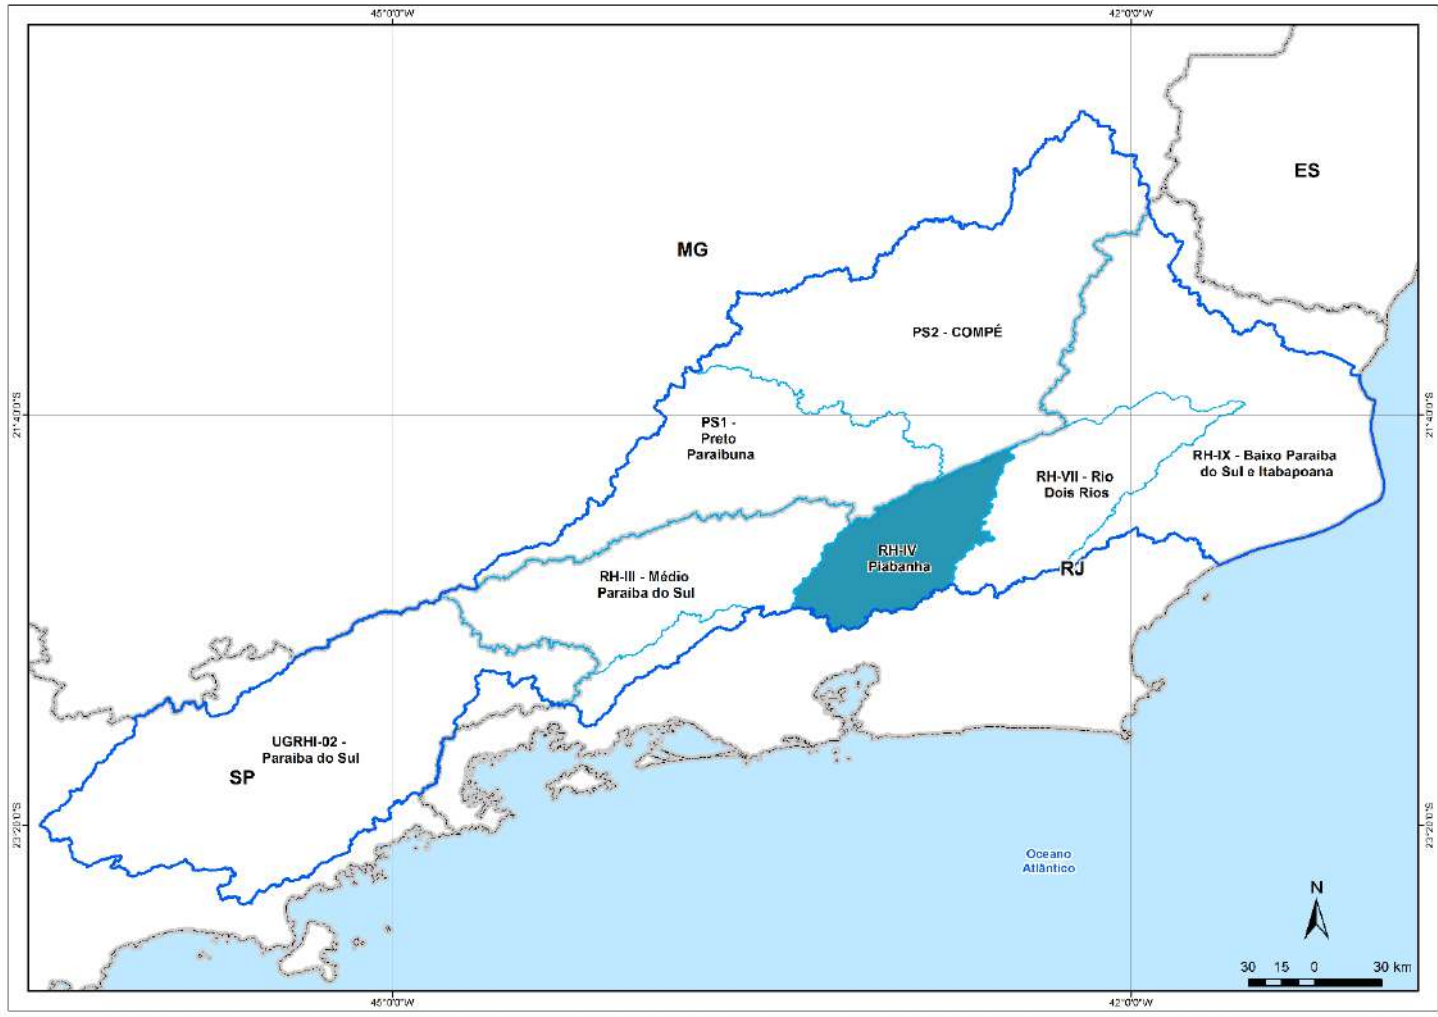 45°0'0"W
42°0'0"W
ES
MG
PS2 - COMPÉ
21°40'0"S
21°40'0"S
PS1 -
Preto
Paraibuna
RH-VII - Rio
Dois Rios
RH-IX - Baixo Paraiba
do Sul e Itabapoana
RH-IV
Piabanha
RJ
RH-III - Médio
Paraiba do Sul
UGRHI-02 -
Paraiba do Sul
SP
23°20'0"S
23°20'0"S
Oceano
Atlântico
N
30 15 0 30 km
45°0'0"W
42°0'0"W